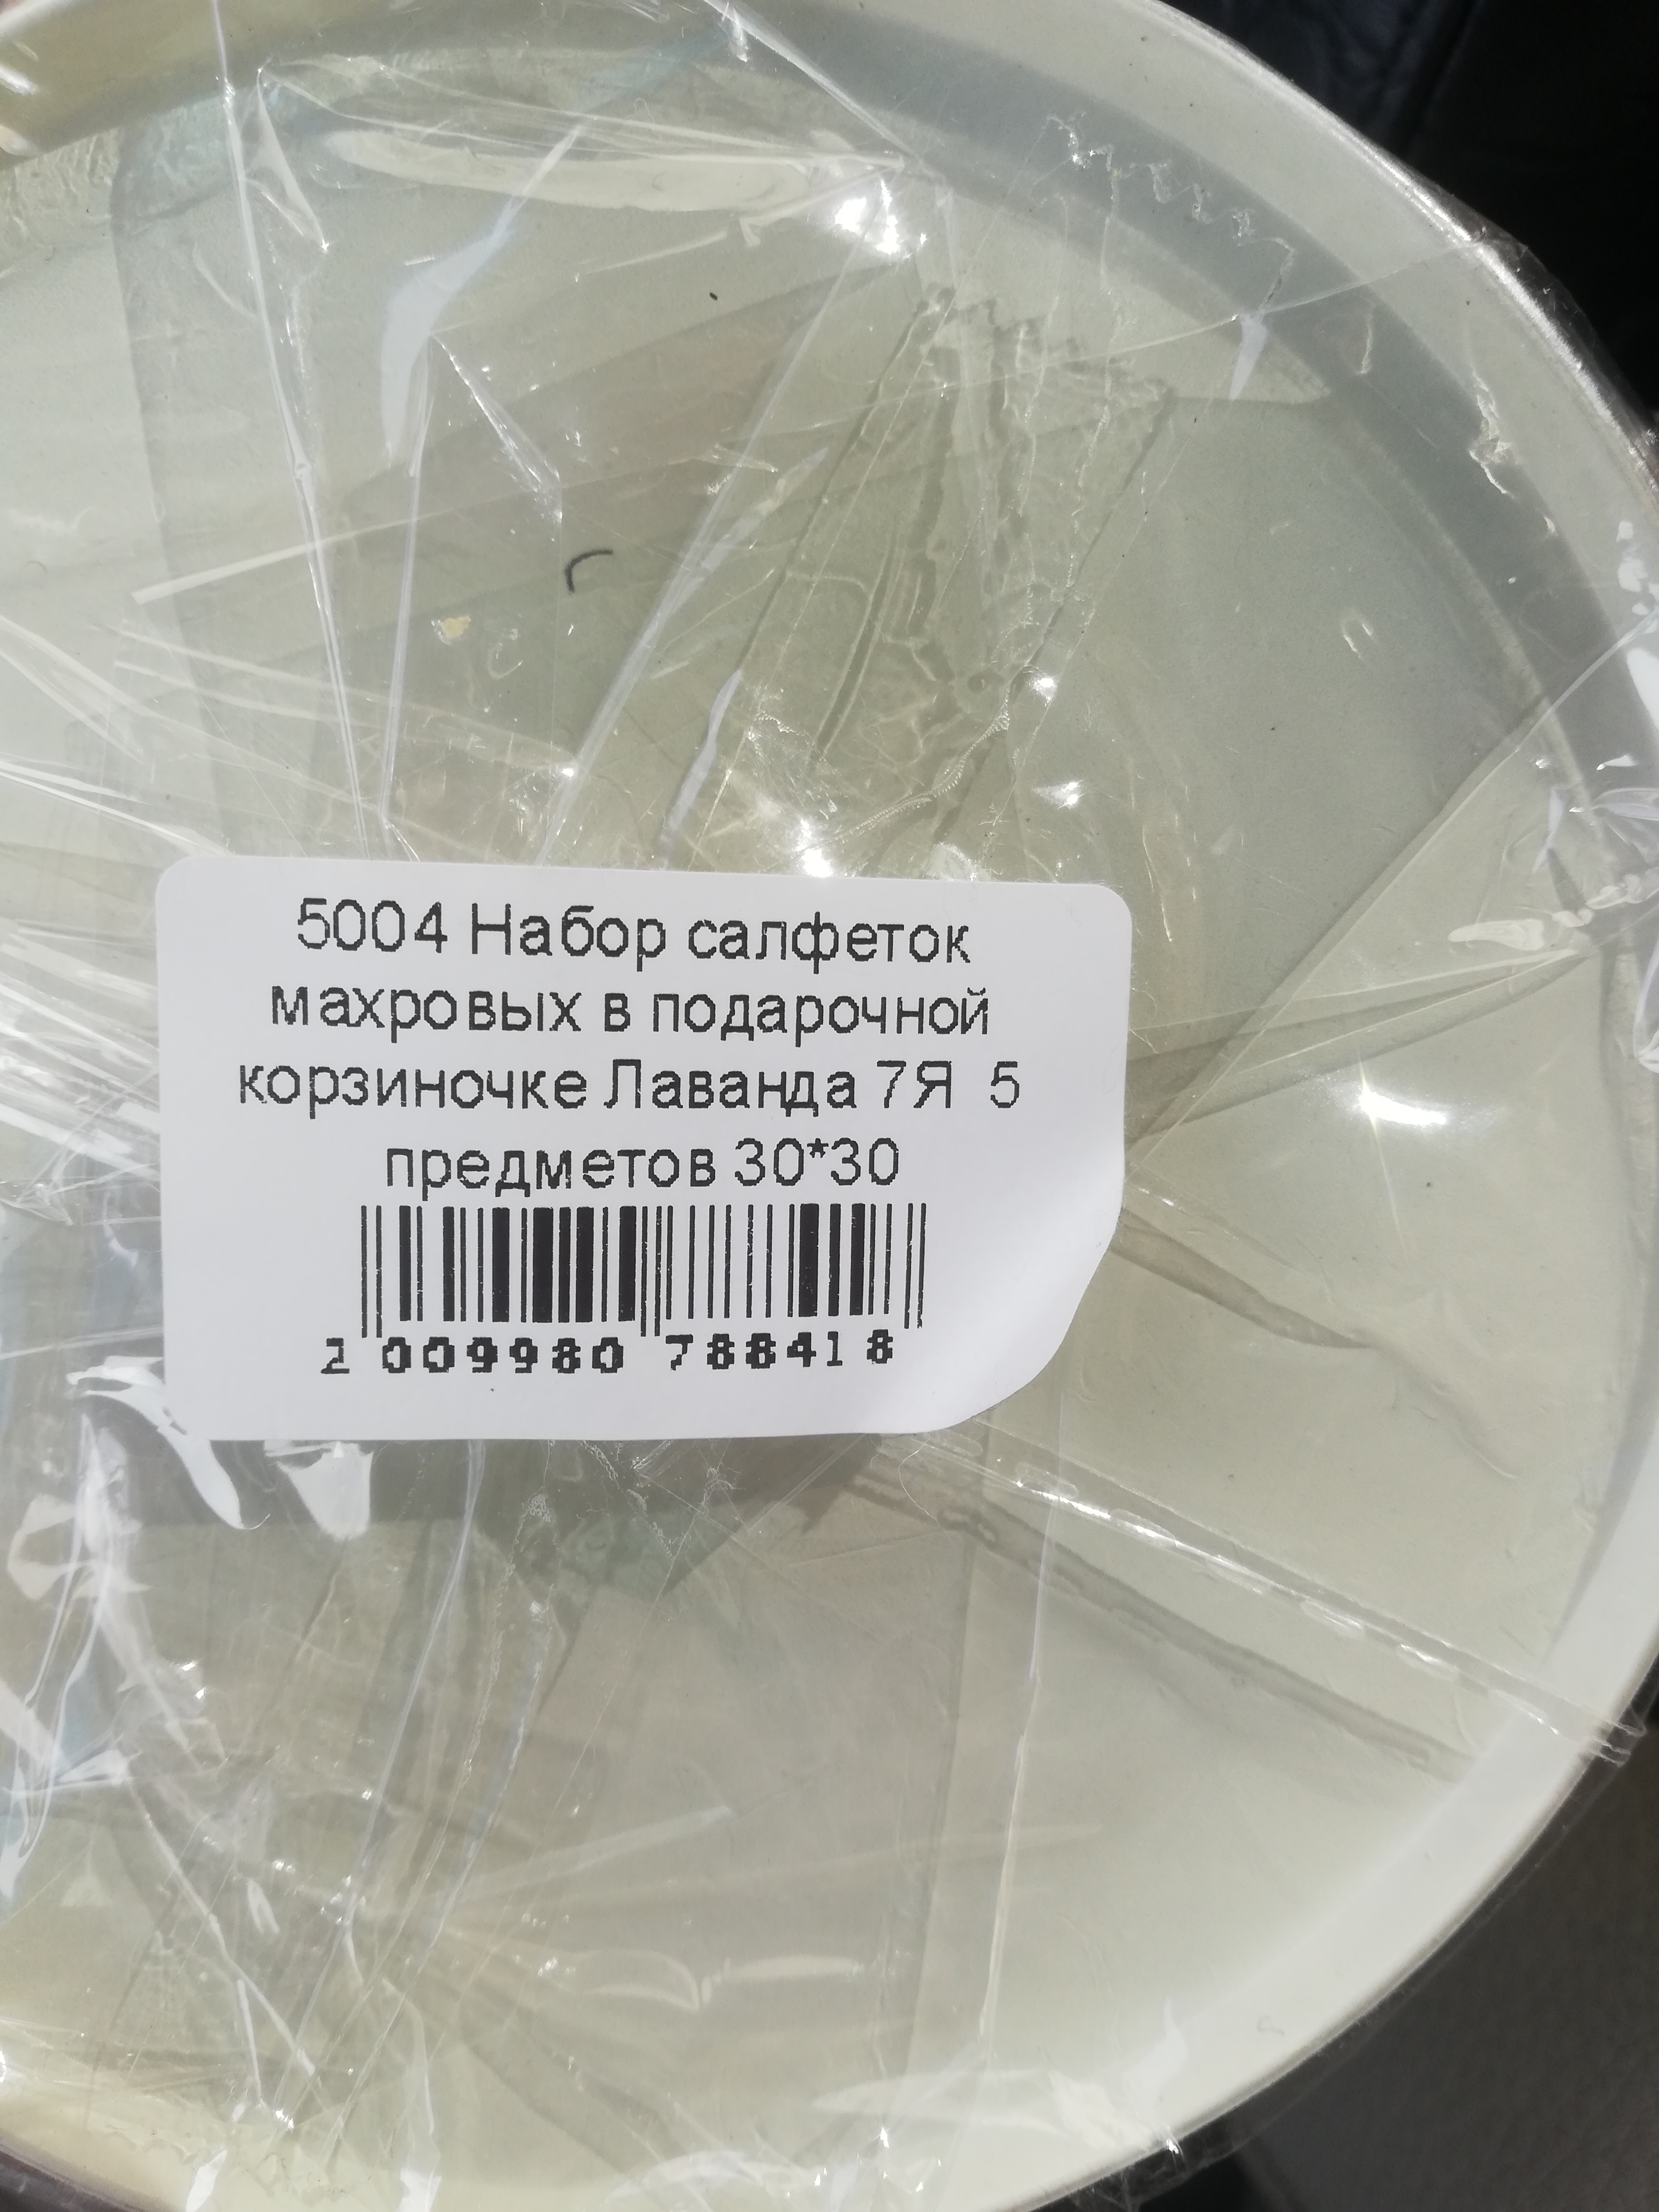 5004 Набор салфеток
махровых в подарочной
корзиночке Лаванда 7Я 5
предметов 30*30
2 009980 788418